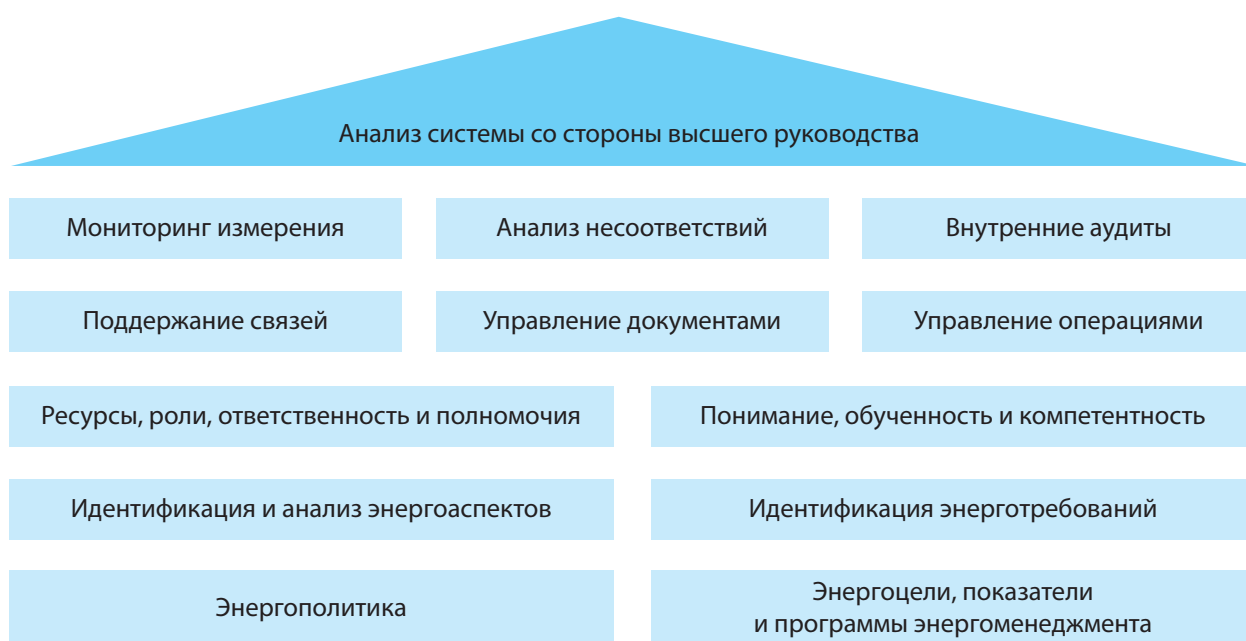 Анализ системы со стороны высшего руководства
Мониторинг измерения
Анализ несоответствий
Внутренние аудиты
Поддержание связей
Управление документами
Управление операциями
Ресурсы, роли, ответственность и полномочия
Понимание, обученность и компетентность
Идентификация и анализ энергоаспектов
Идентификация энерготребований
Энергополитика
Энергоцели, показатели
и программы энергоменеджмента